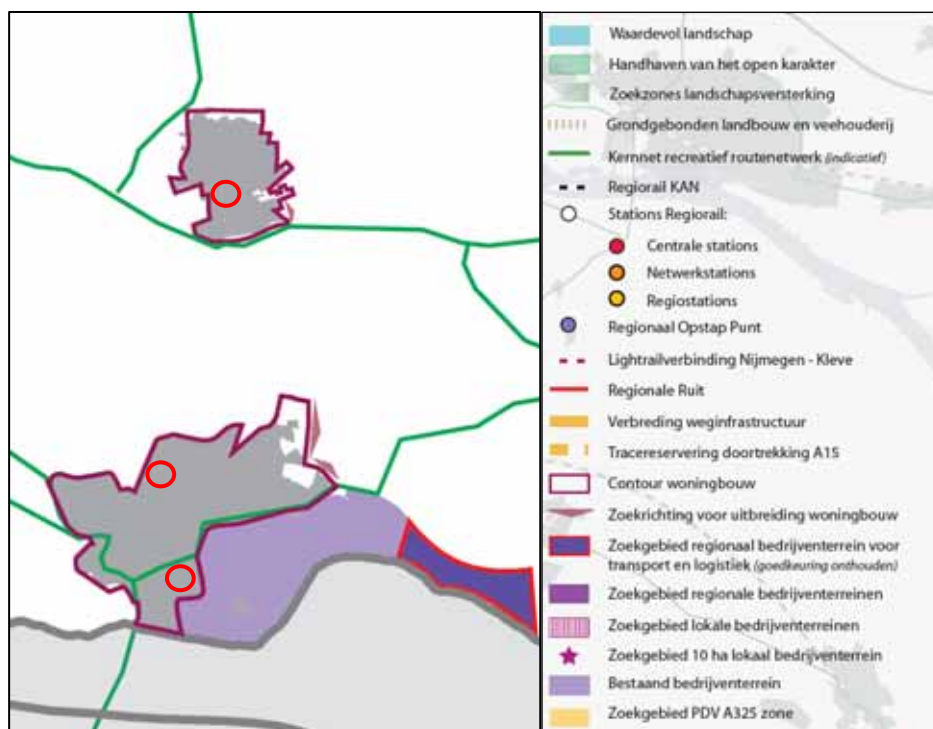 Waardevol landschap
Handhaven van het open karakter
Zoekzones landschapsversterking
Grondgebonden landbouw en veehouderij
Kernnet recreatief routenetwerk (indicatief)
Regiorail KAN
Stations Regiorail:
Centrale stations
Netwerkstations
Regiostations
Regionaal Opstap Punt
Lightrailverbinding Nijmegen - Kleve
Regionale Ruit
Verbreding weginfrastructuur
Tracereservering doortrekking A15
Contour woningbouw
Zoekrichting voor uitbreiding woningbouw
Zoekgebied regionaal bedrijventerrein voor
transport en logistiek (goedkeuring onthouden)
Zoekgebied regionale bedrijventerreinen
Zoekgebied lokale bedrijventerreinen
Zoekgebied 10 ha lokaal bedrijventerrein
Bestaand bedrijventerrein
Zoekgebied PDV A325 zone